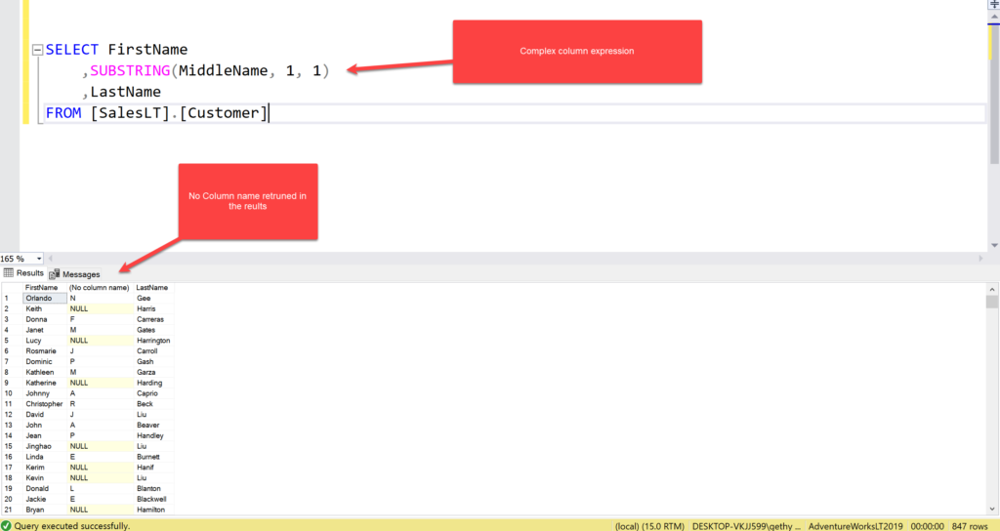 SELECT FirstName
,SUBSTRING(MiddleName, 1, 1)
,LastName
FROM [SalesLT].[Customer]
Complex column expression
No Column name retruned in
the reults
165 %
Results Messages
FirstName (No column name) LastName
1 Orlando N Gee
2 Keith NULL Harris
3 Donna F Carreras
4 Janet M Gates
5 Lucy NULL Harrington
6 Rosmarie J Carroll
7 Dominic P Gash
8 Kathleen M Garza
9 Katherine NULL Harding
10 Johnny A Caprio
11 Christopher R Beck
12 David J Liu
13 John A Beaver
14 Jean P Handley
15 Jinghao NULL Liu
16 Linda E Burnett
17 Kerim NULL Hanif
18 Kevin NULL Liu
19 Donald L Blanton
20 Jackie E Blackwell
21 Bryan NULL Hamilton
Query executed successfully. (local) (15.0 RTM) DESKTOP-VKJJ599\gethy ... AdventureWorksLT2019 00:00:00 847 rows